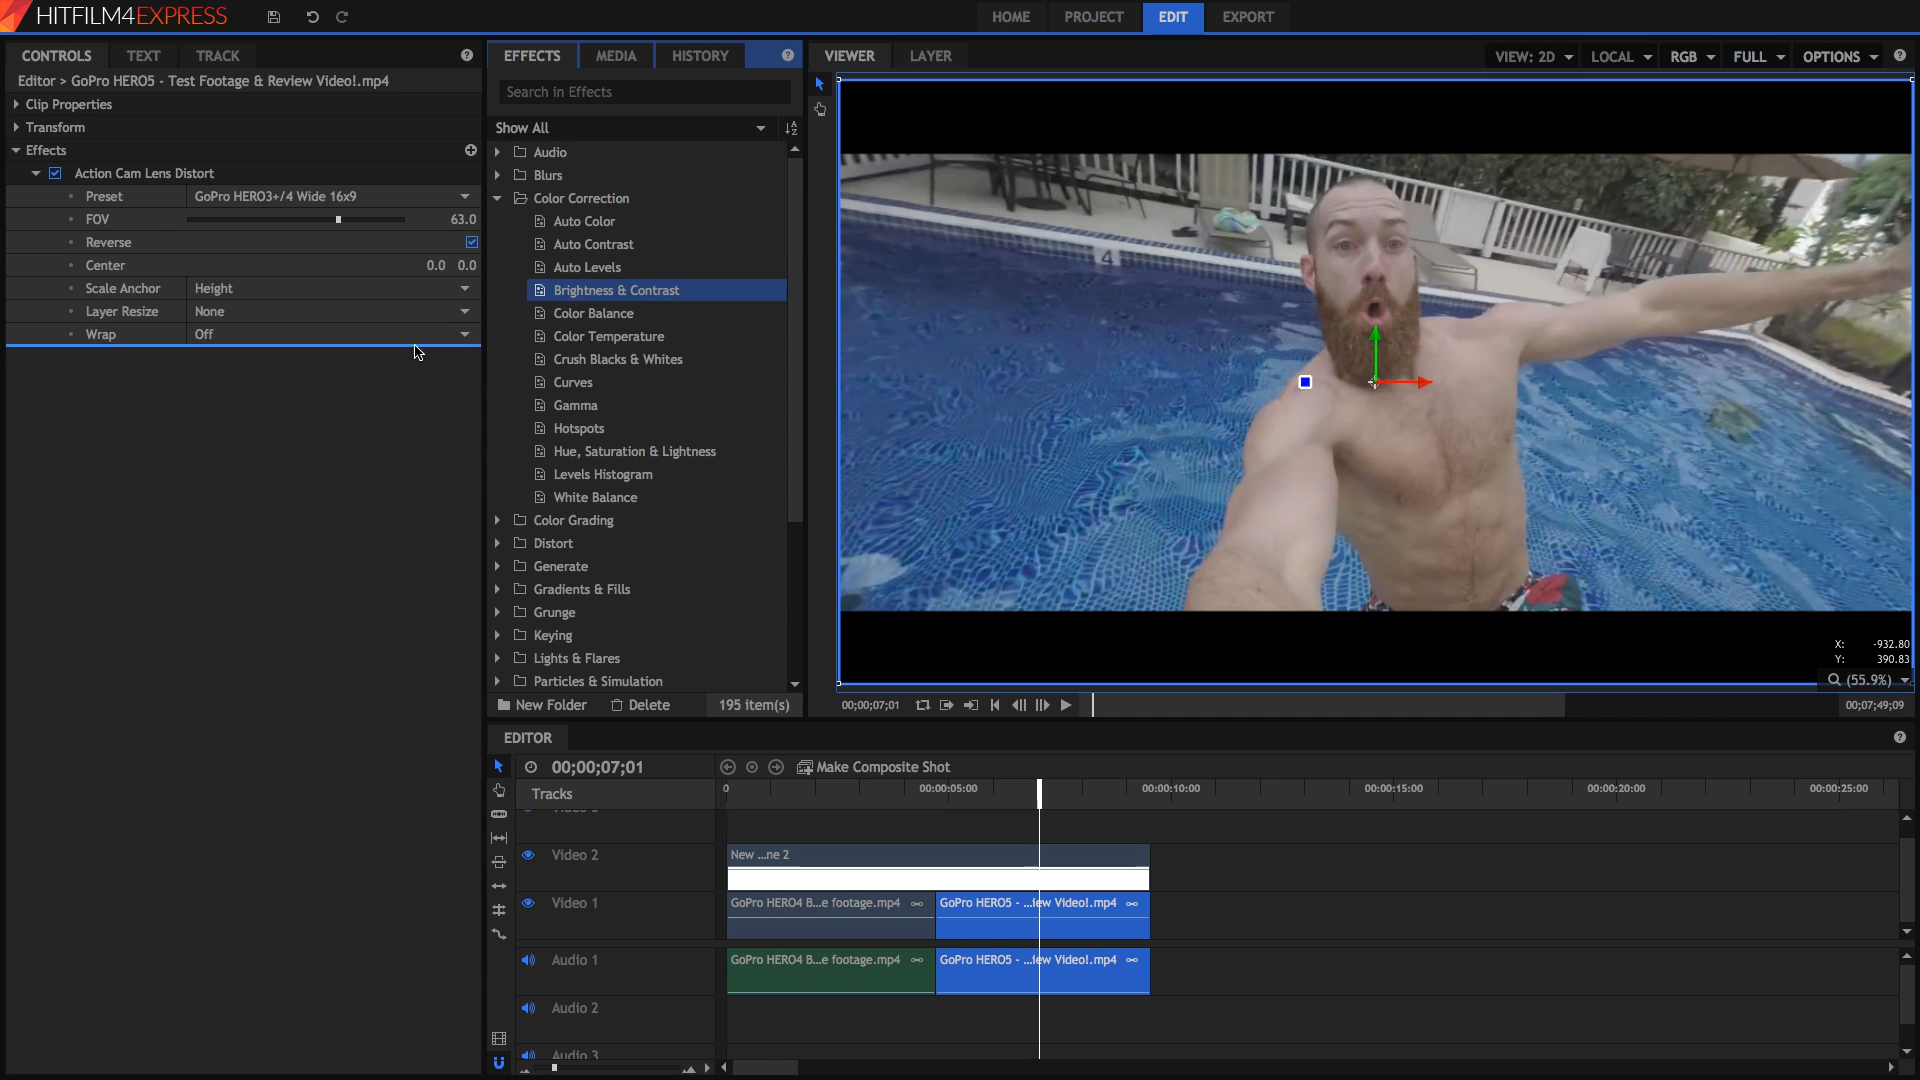 HITFILM4EXPRESS
HOME PROJECT EDIT EXPORT
CONTROLS TEXT TRACK
Editor > GoPro HERO5 - Test Footage & Review Video!.mp4
Clip Properties
Transform
Effects
Action Cam Lens Distort
Preset GoPro HERO3+/4 Wide 16x9
FOV 63.0
Reverse
Center 0.0 0.0
Scale Anchor Height
Layer Resize None
Wrap Off
EFFECTS MEDIA HISTORY
Search in Effects
Show All
Audio
Blurs
Color Correction
Auto Color
Auto Contrast
Auto Levels
Brightness & Contrast
Color Balance
Color Temperature
Crush Blacks & Whites
Curves
Gamma
Hotspots
Hue, Saturation & Lightness
Levels Histogram
White Balance
Color Grading
Distort
Generate
Gradients & Fills
Grunge
Keying
Lights & Flares
Particles & Simulation
New Folder Delete 195 item(s)
VIEWER LAYER
VIEW: 2D LOCAL RGB FULL OPTIONS
4
X: -932.80
Y: 390.83
(55.9%)
00;00;07;01
00;07;49;09
EDITOR
00;00;07;01 Make Composite Shot
Tracks
0 00:00:05:00 00:00:10:00 00:00:15:00 00:00:20:00 00:00:25:00
Video 3
Video 2 New ...ne 2
Video 1 GoPro HERO4 B...e footage.mp4 GoPro HERO5 - ...iew Video!.mp4
Audio 1 GoPro HERO4 B...e footage.mp4 GoPro HERO5 - ...iew Video!.mp4
Audio 2
Audio 3